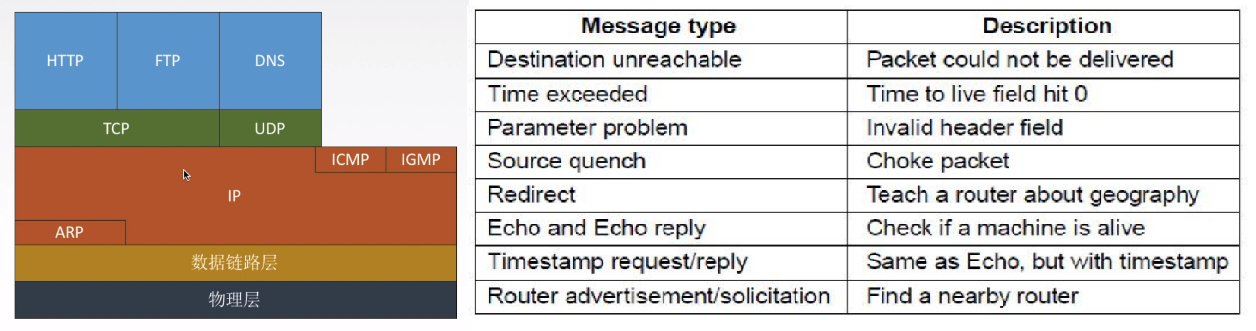 HTTP FTP DNS
TCP UDP
ICMP IGMP
IP
ARP
数据链路层
物理层
Message type Description
Destination unreachable Packet could not be delivered
Time exceeded Time to live field hit 0
Parameter problem Invalid header field
Source quench Choke packet
Redirect Teach a router about geography
Echo and Echo reply Check if a machine is alive
Timestamp request/reply Same as Echo, but with timestamp
Router advertisement/solicitation Find a nearby router